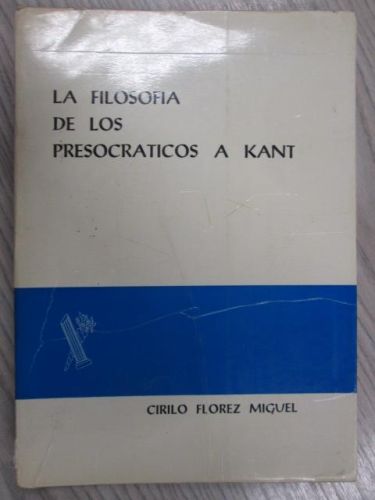 LA FILOSOFIA
DE LOS
PRESOCRATICOS A KANT
CIRILO FLOREZ MIGUEL